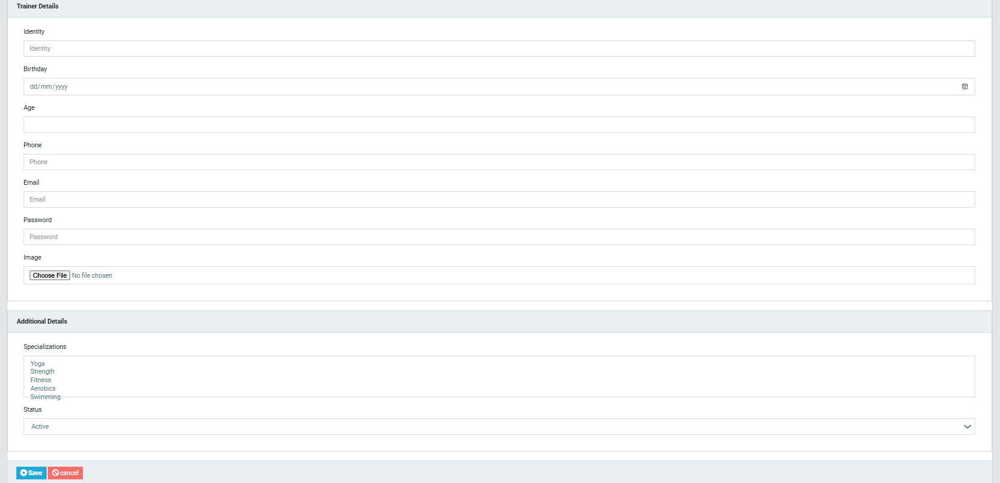 Trainer Details
Identity
Identity
Birthday
dd/mm/yyyy
Age
Phone
Phone
Email
Email
Password
Password
Image
Choose File No file chosen
Additional Details
Specializations
Yoga
Strength
Fitness
Aerobics
Swimming
Status
Active
Save cancel